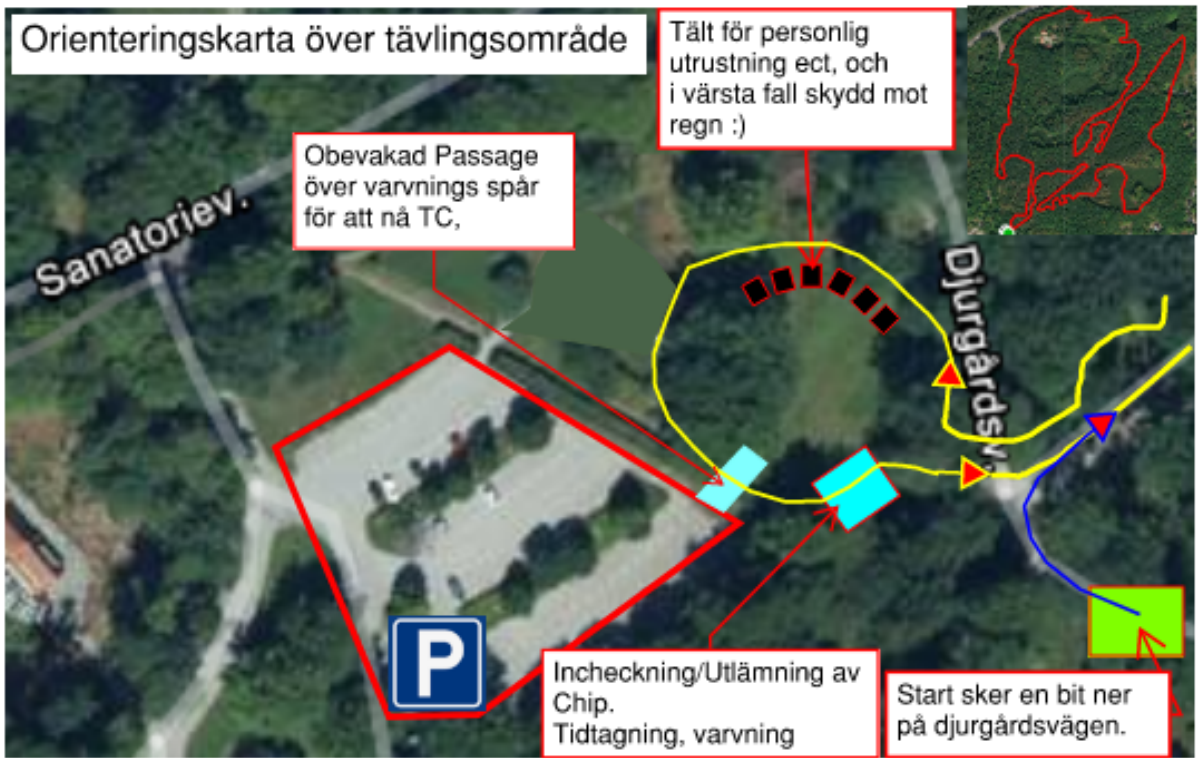 Orienteringskarta över tävlingsområde
Tält för personlig
utrustning ect, och
i värsta fall skydd mot
regn :)
Obevakad Passage
över varvnings spår
för att nå TC,
Sanatoriev.
Djurgårdsv.
P
Incheckning/Utlämning av
Chip.
Tidtagning, varvning
Start sker en bit ner
på djurgårdsvägen.